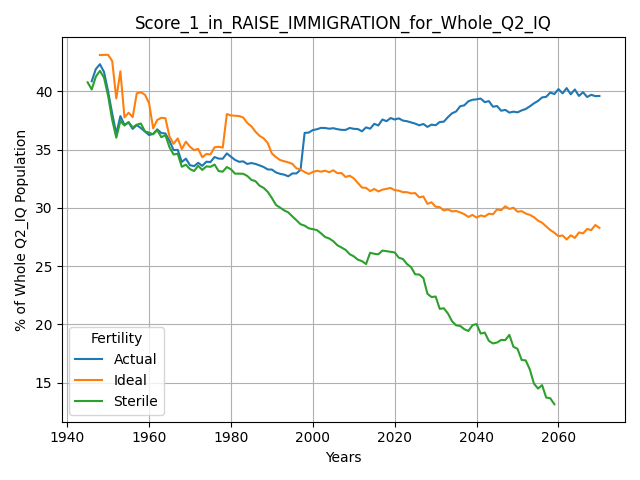 Score_1_in_RAISE_IMMIGRATION_for_Whole_Q2_IQ
% of Whole Q2_IQ Population
40
35
30
25
20
15
Fertility
Actual
Ideal
Sterile
1940 1960 1980 2000 2020 2040 2060
Years